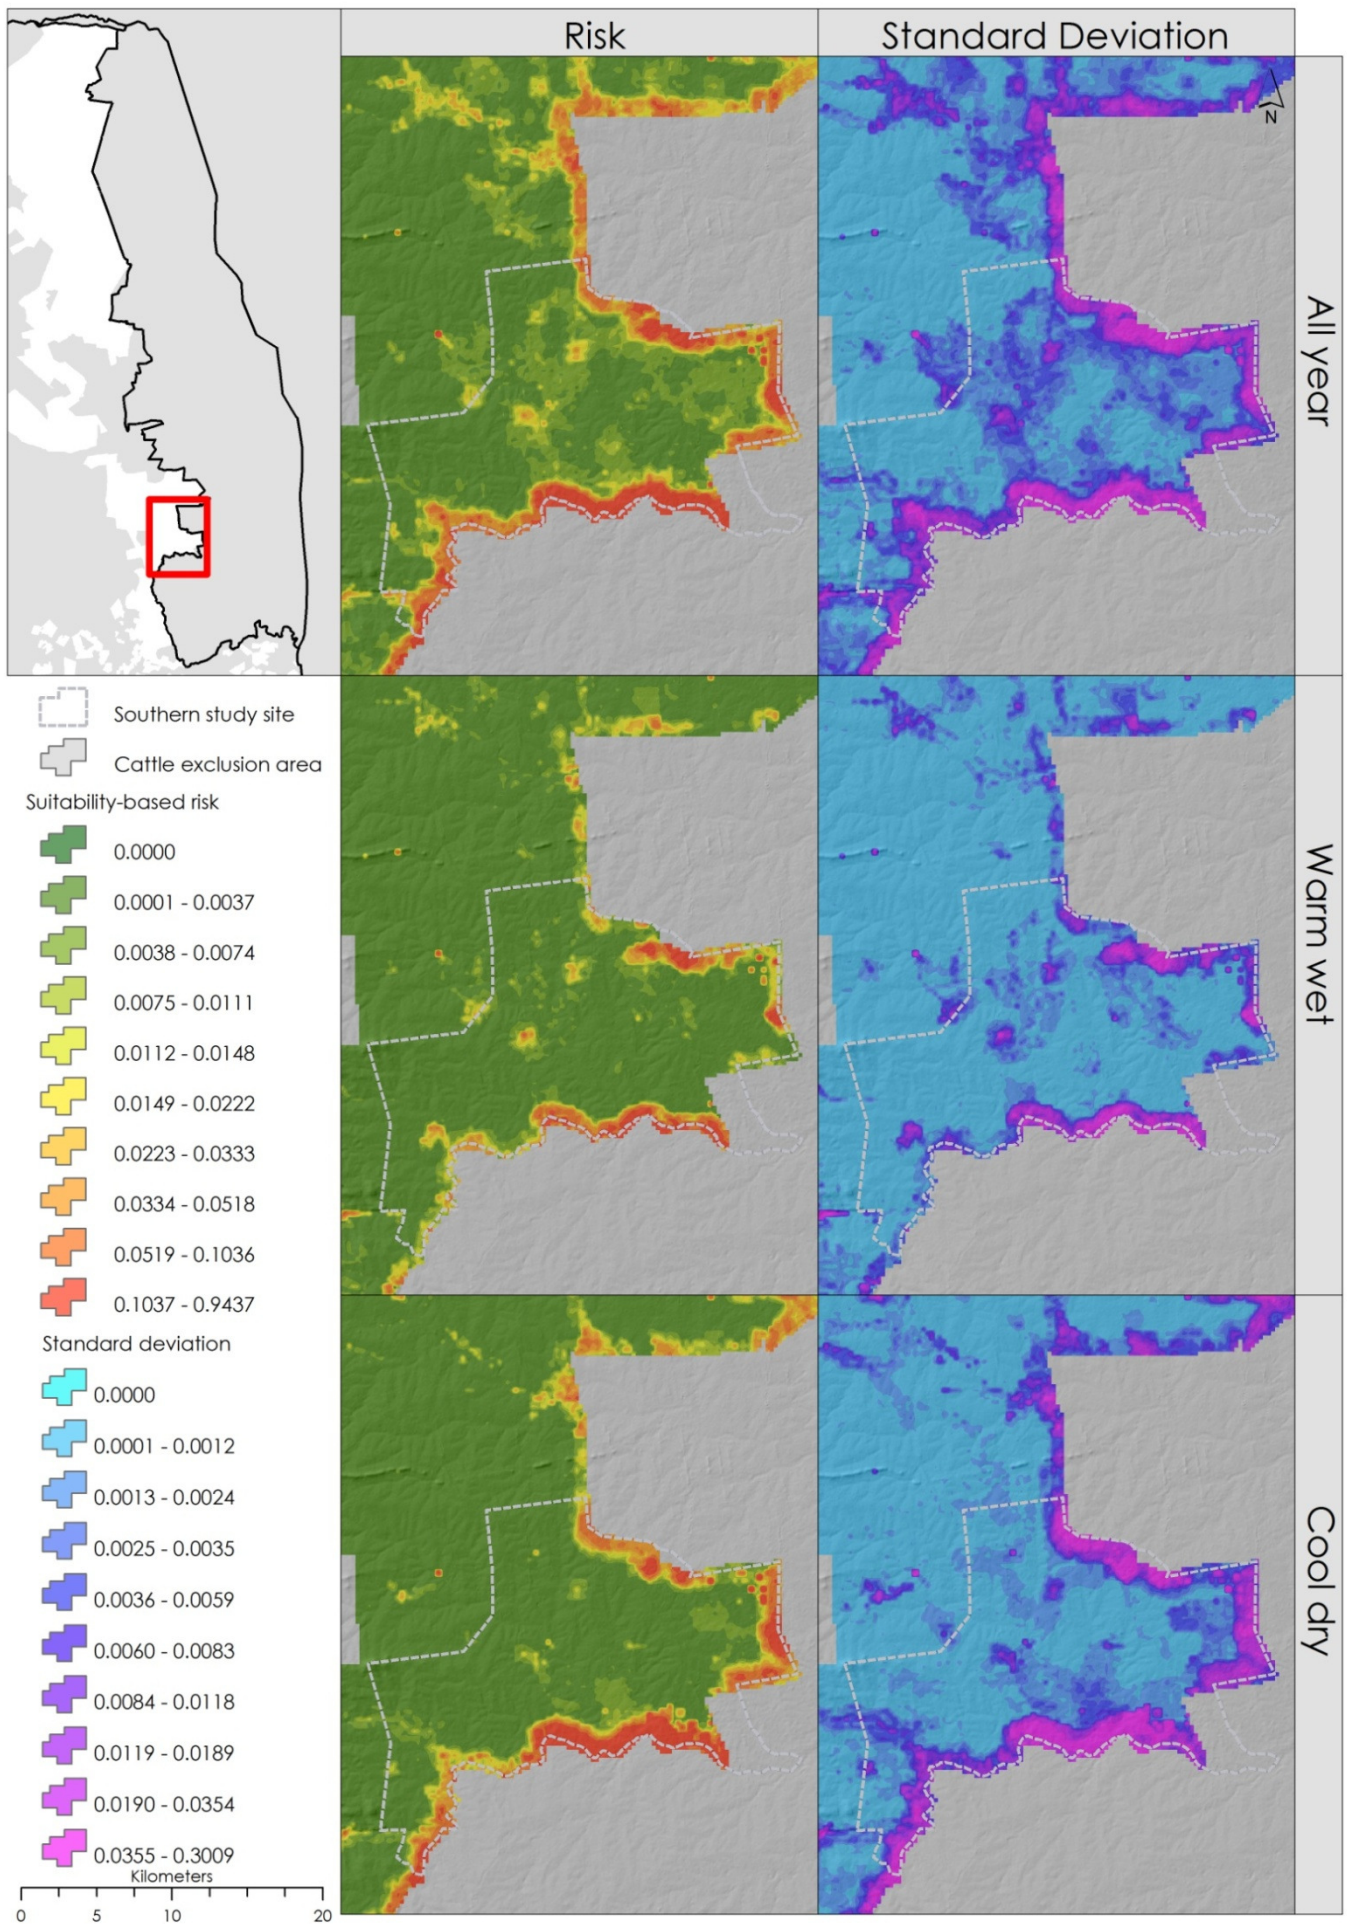 Risk
Standard Deviation
N
All year
Warm wet
Cool dry
Southern study site
Cattle exclusion area
Suitability-based risk
0.0000
0.0001 - 0.0037
0.0038 - 0.0074
0.0075 - 0.0111
0.0112 - 0.0148
0.0149 - 0.0222
0.0223 - 0.0333
0.0334 - 0.0518
0.0519 - 0.1036
0.1037 - 0.9437
Standard deviation
0.0000
0.0001 - 0.0012
0.0013 - 0.0024
0.0025 - 0.0035
0.0036 - 0.0059
0.0060 - 0.0083
0.0084 - 0.0118
0.0119 - 0.0189
0.0190 - 0.0354
0.0355 - 0.3009
Kilometers
0 5 10 20